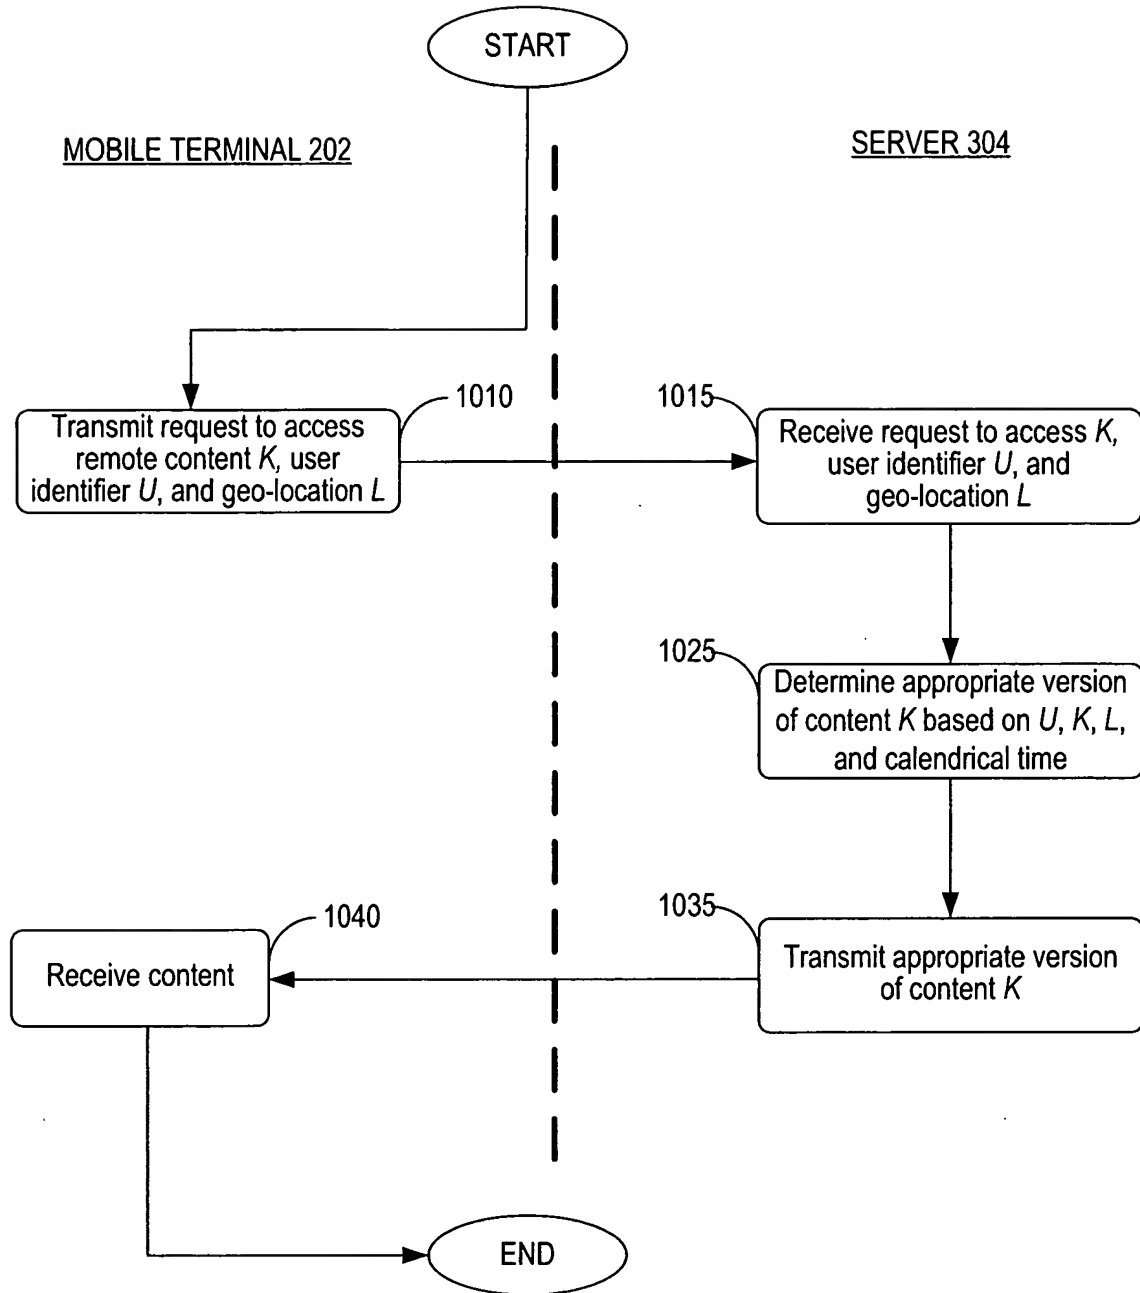 START
MOBILE TERMINAL 202
SERVER 304
1010
1015
Transmit request to access
remote content K, user
identifier U, and geo-location L
Receive request to access K,
user identifier U, and
geo-location L
1025
Determine appropriate version
of content K based on U, K, L,
and calendrical time
1040
1035
Receive content
Transmit appropriate version
of content K
END